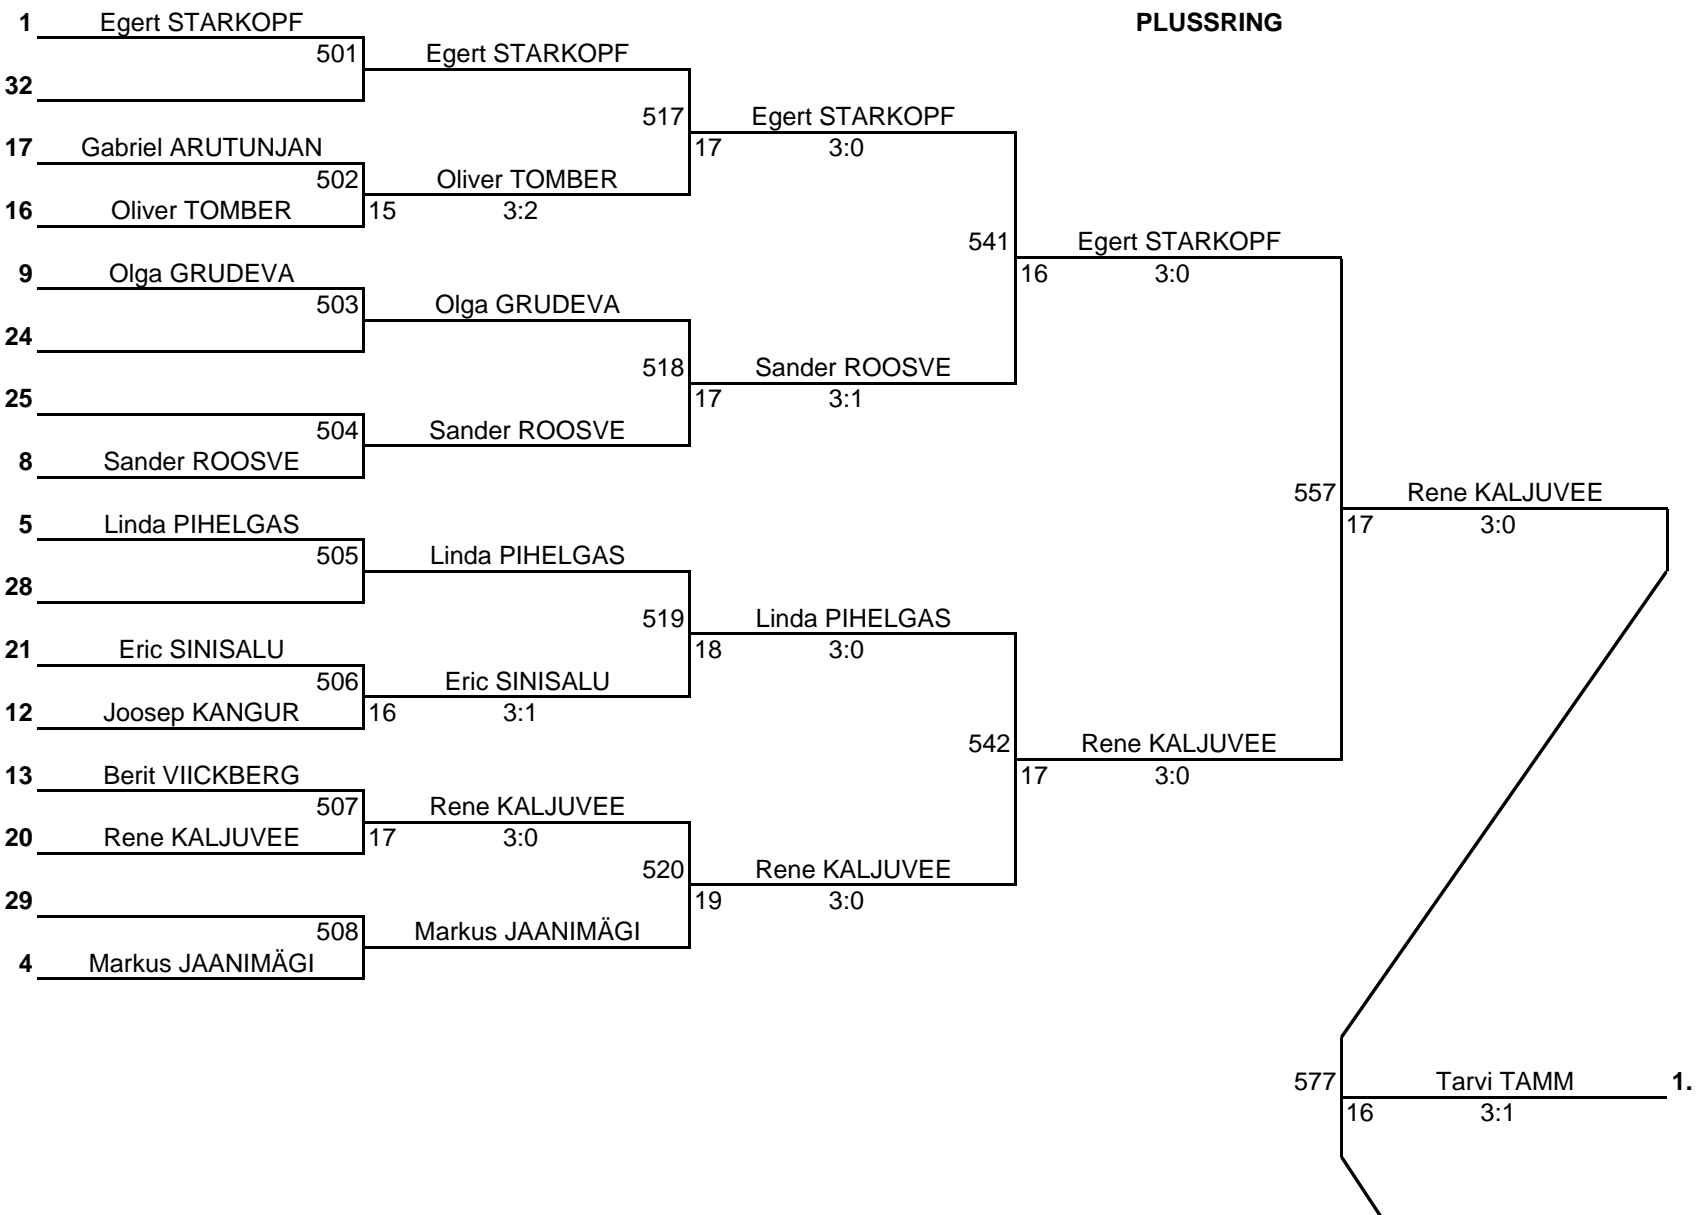 1 Egert STARKOPF PLUSSRING
501 Egert STARKOPF
32
517 Egert STARKOPF
17 Gabriel ARUTUNJAN 17 3:0
502 Oliver TOMBER
16 Oliver TOMBER 15 3:2
541 Egert STARKOPF
9 Olga GRUDEVA 16 3:0
503 Olga GRUDEVA
24
518 Sander ROOSVE
25 17 3:1
504 Sander ROOSVE
8 Sander ROOSVE
557 Rene KALJUVEE
5 Linda PIHELGAS 17 3:0
505 Linda PIHELGAS
28
519 Linda PIHELGAS
21 Eric SINISALU 18 3:0
506 Eric SINISALU
12 Joosep KANGUR 16 3:1
542 Rene KALJUVEE
13 Berit VIICKBERG 17 3:0
507 Rene KALJUVEE
20 Rene KALJUVEE 17 3:0
520 Rene KALJUVEE
29 19 3:0
508 Markus JAANIMÄGI
4 Markus JAANIMÄGI
577 Tarvi TAMM 1.
16 3:1